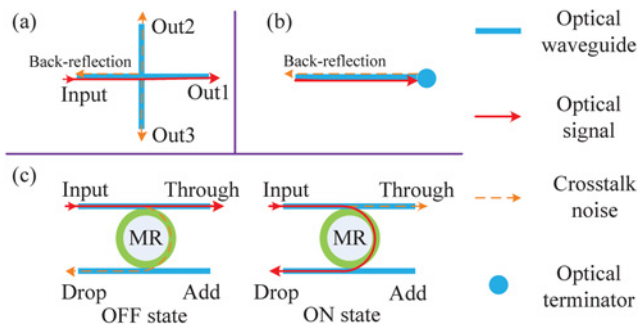 (a)
Out2
Back-reflection
Input
Out1
Out3
(b)
Back-reflection
Optical
waveguide
Optical
signal
Crosstalk
noise
Optical
terminator
(c)
Input
Through
MR
Drop
Add
OFF state
Input
Through
MR
Drop
Add
ON state